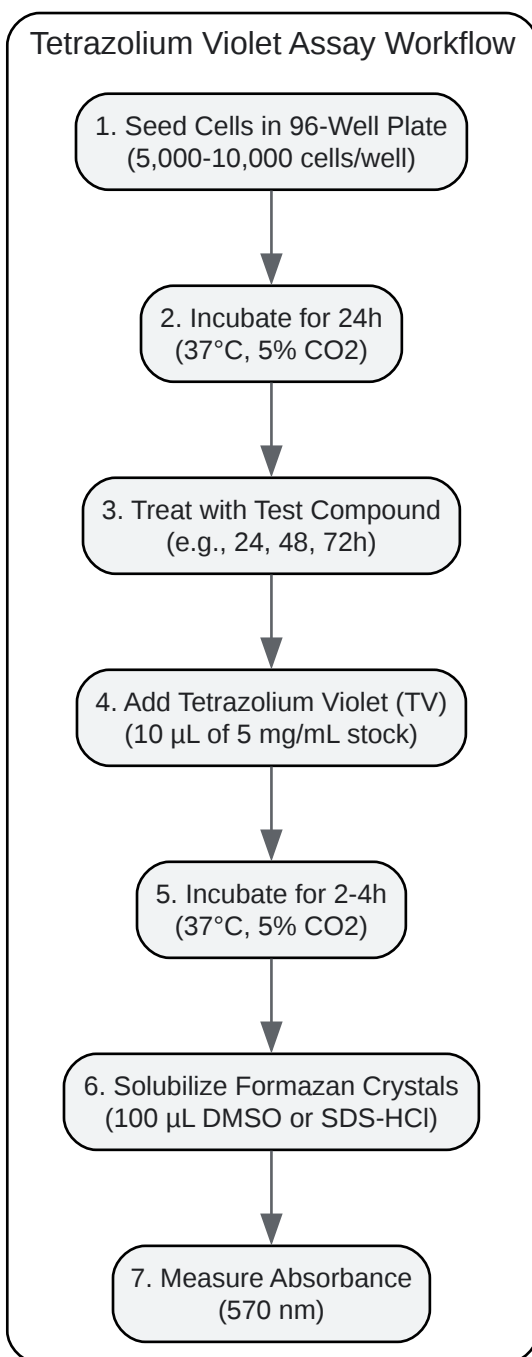 Tetrazolium Violet Assay Workflow
1. Seed Cells in 96-Well Plate
(5,000-10,000 cells/well)
2. Incubate for 24h
(37°C, 5% CO2)
3. Treat with Test Compound
(e.g., 24, 48, 72h)
4. Add Tetrazolium Violet (TV)
(10 µL of 5 mg/mL stock)
5. Incubate for 2-4h
(37°C, 5% CO2)
6. Solubilize Formazan Crystals
(100 µL DMSO or SDS-HCl)
7. Measure Absorbance
(570 nm)